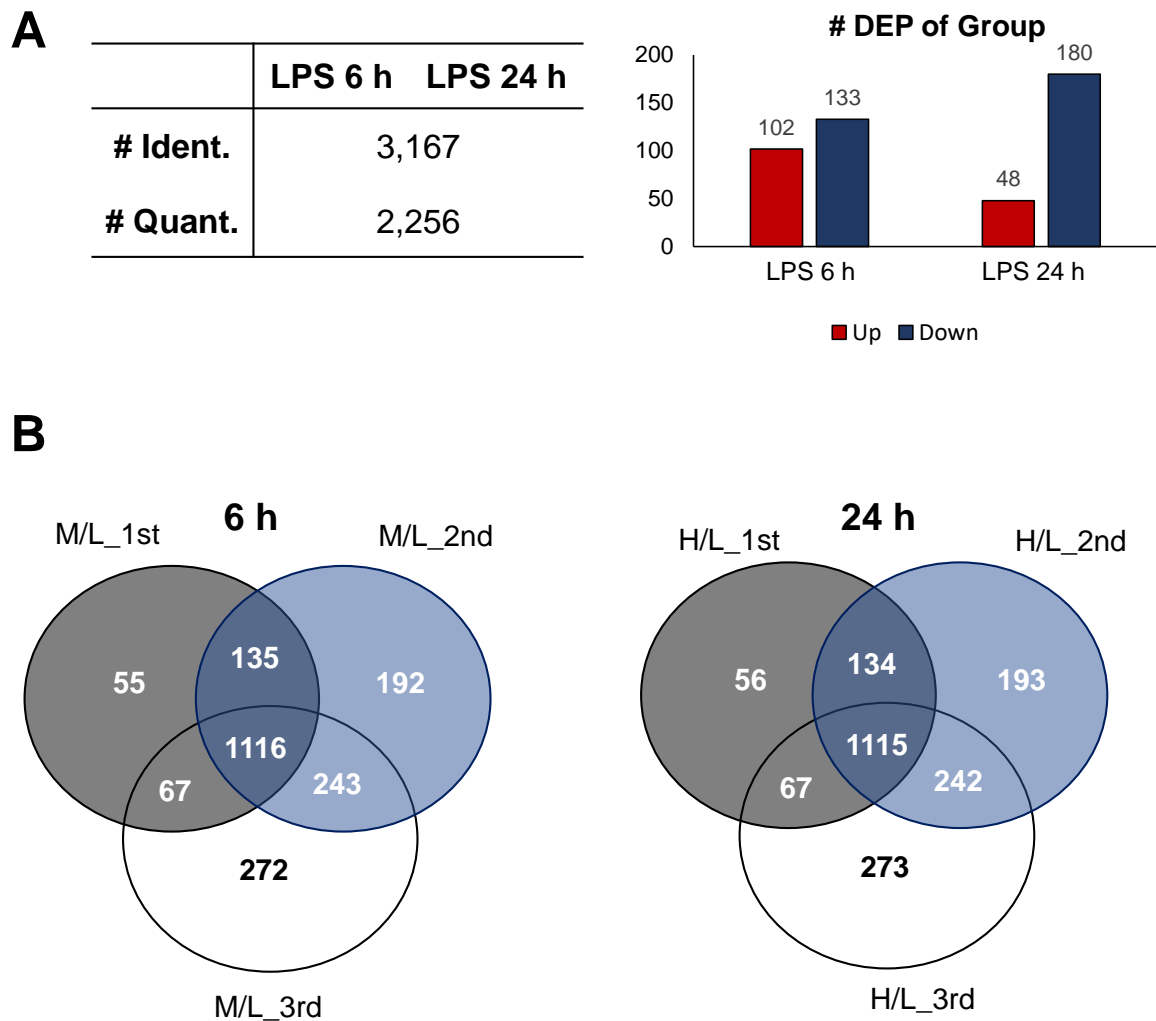 A
LPS 6 h LPS 24 h
# Ident. 3,167
# Quant. 2,256
# DEP of Group
200
150
100
50
0
102
133
48
180
LPS 6 h
LPS 24 h
Up Down
B
6 h
M/L_1st
M/L_2nd
135
55
192
1116
67
243
272
M/L_3rd
24 h
H/L_1st
H/L_2nd
134
56
193
1115
67
242
273
H/L_3rd